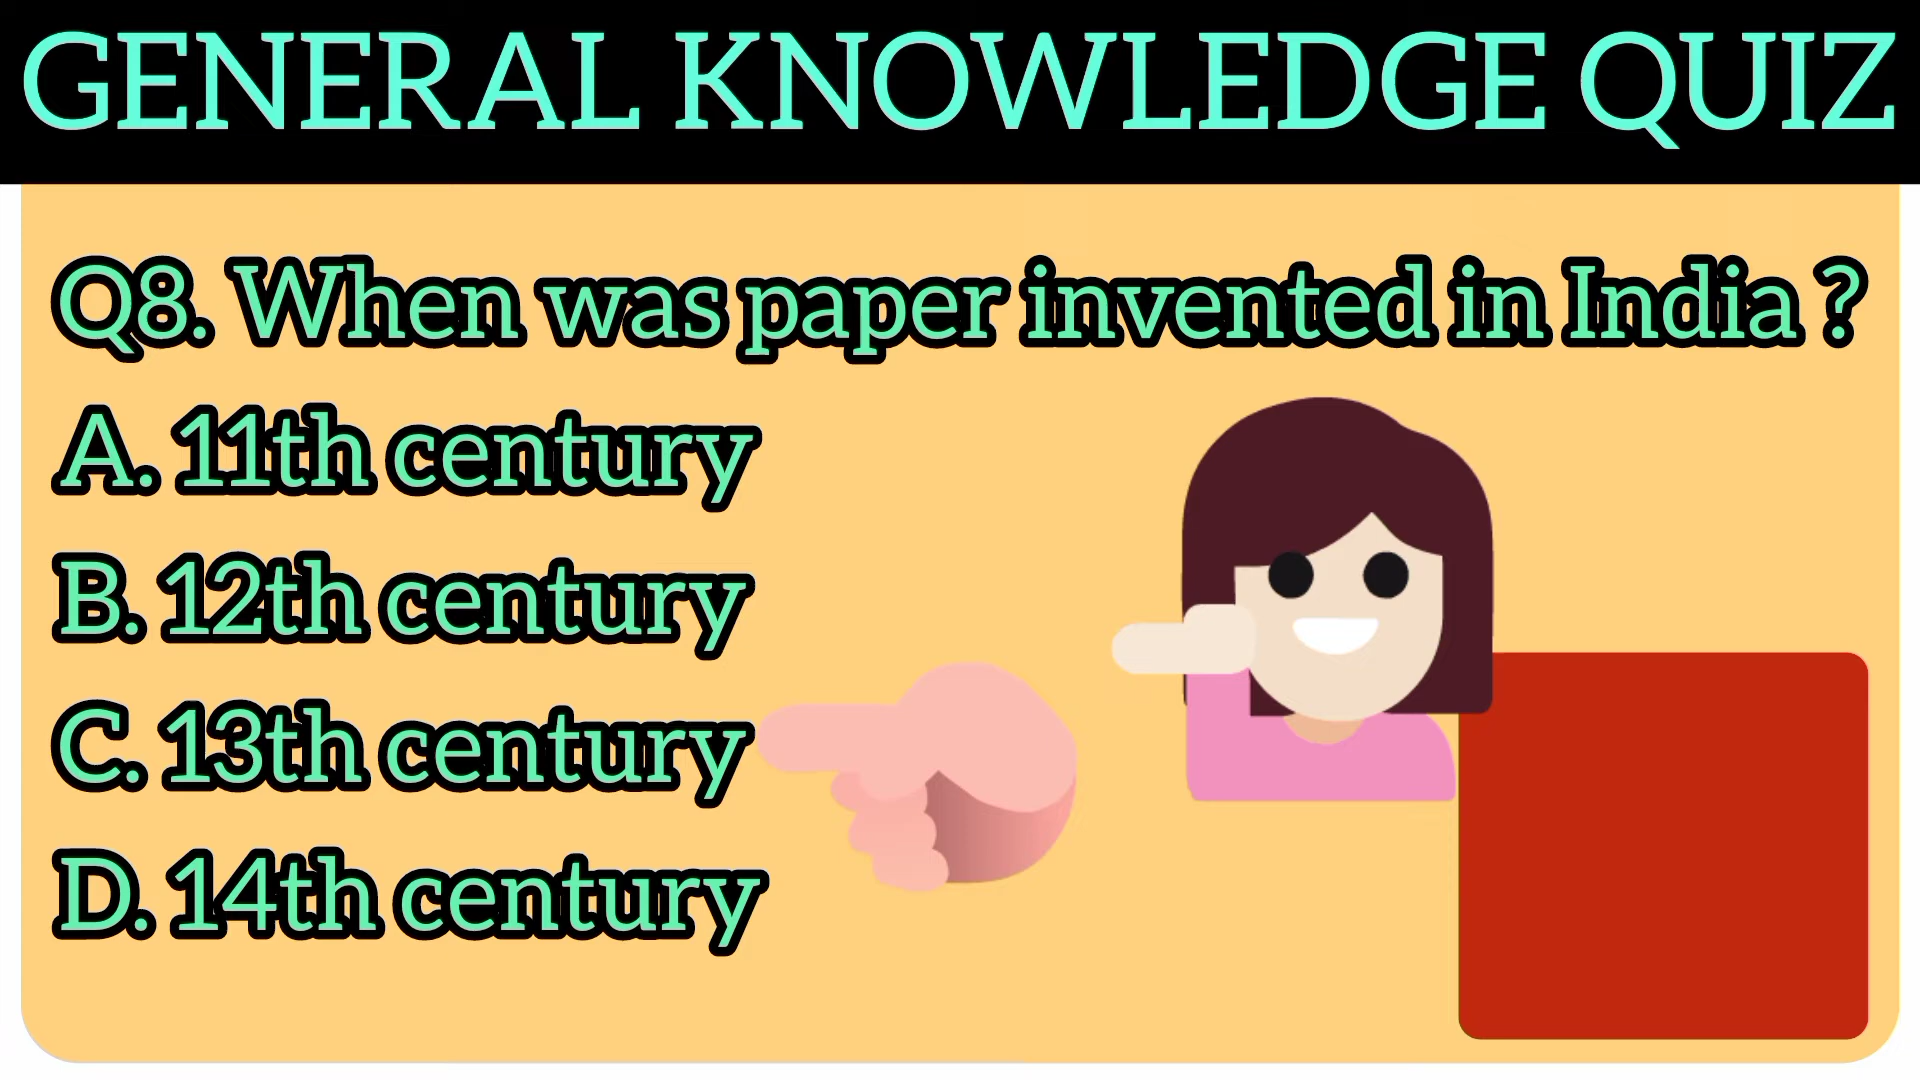 GENERAL KNOWLEDGE QUIZ
Q8. When was paper invented in India ?
A. 11th century
B. 12th century
C. 13th century
D. 14th century